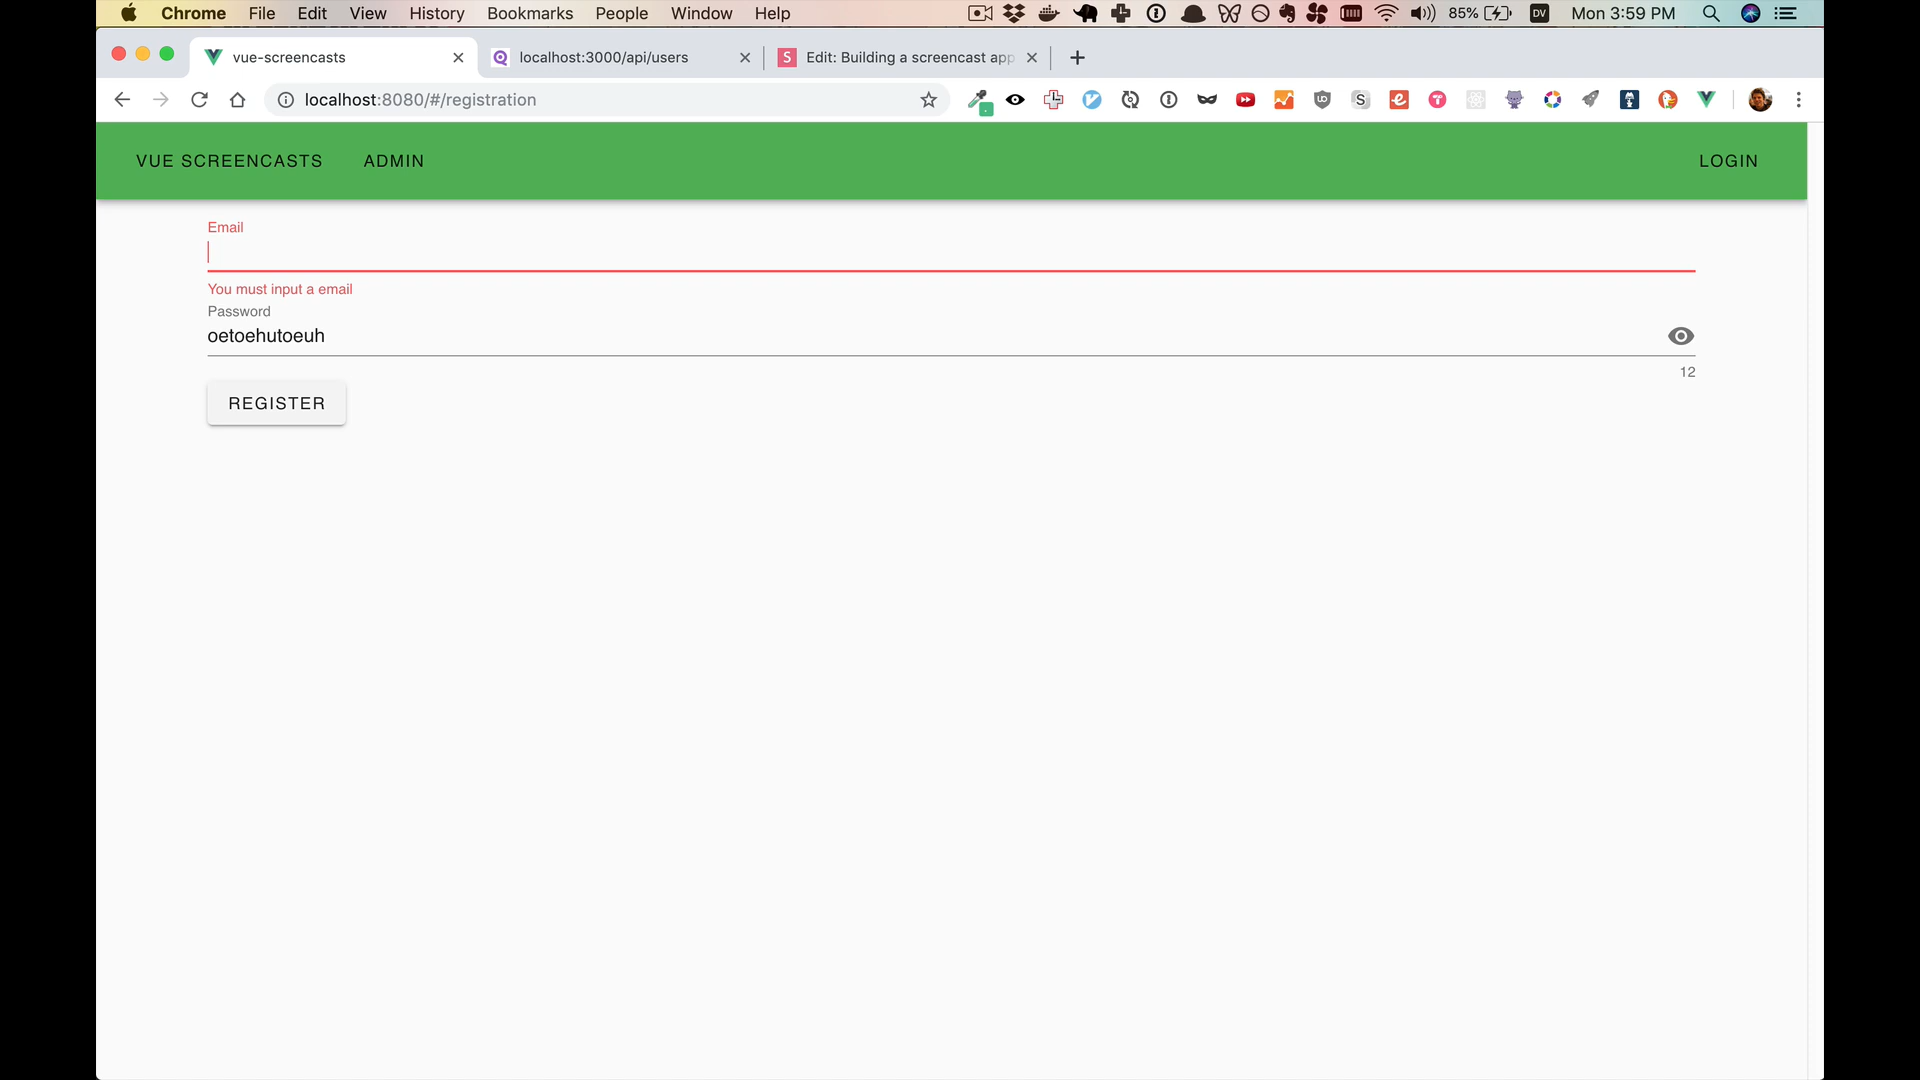 Chrome File Edit View History Bookmarks People Window Help 85% DV Mon 3:59 PM
vue-screencasts localhost:3000/api/users S Edit: Building a screencast app
localhost:8080/#/registration
VUE SCREENCASTS ADMIN LOGIN
Email
You must input a email
Password
oetoehutoeuh
12
REGISTER